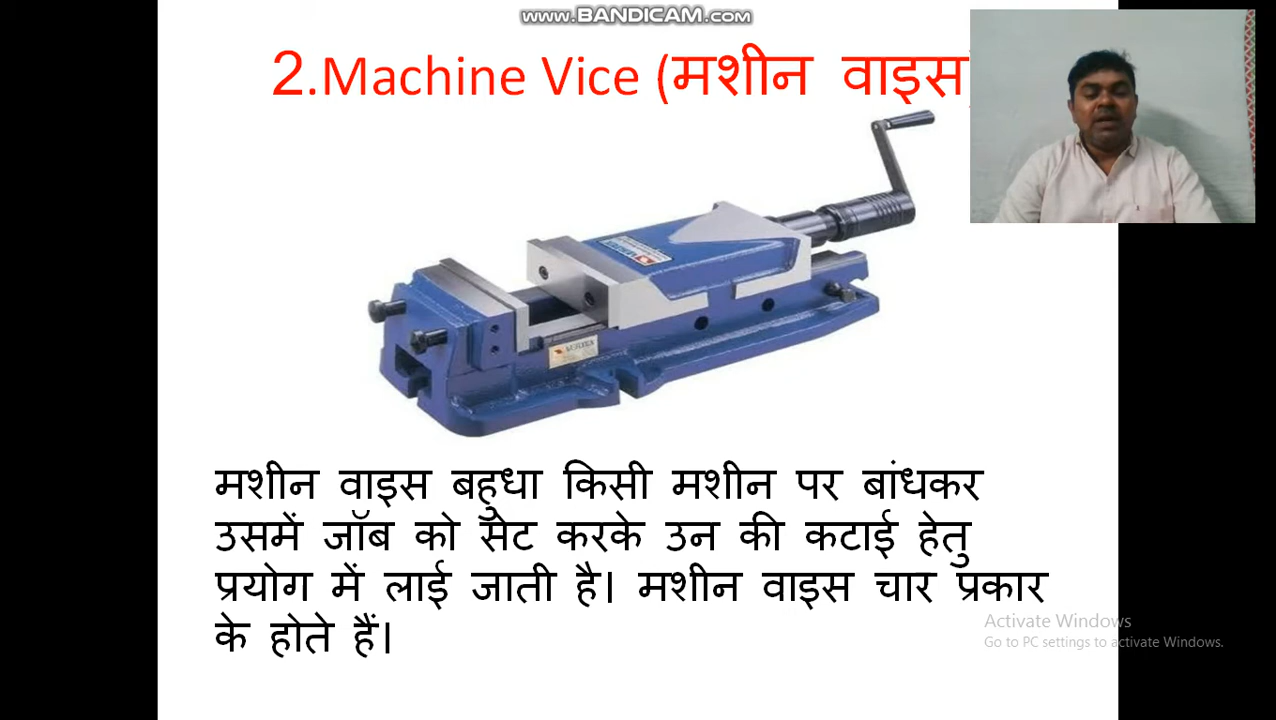 www.BANDICAM.com
2.Machine Vice (मशीन वाइस)
VERTEX
मशीन वाइस बहुधा किसी मशीन पर बांधकर
उसमें जॉब को सेट करके उन की कटाई हेतु
प्रयोग में लाई जाती है। मशीन वाइस चार प्रकार
के होते हैं।
Activate Windows
Go to PC settings to activate Windows.